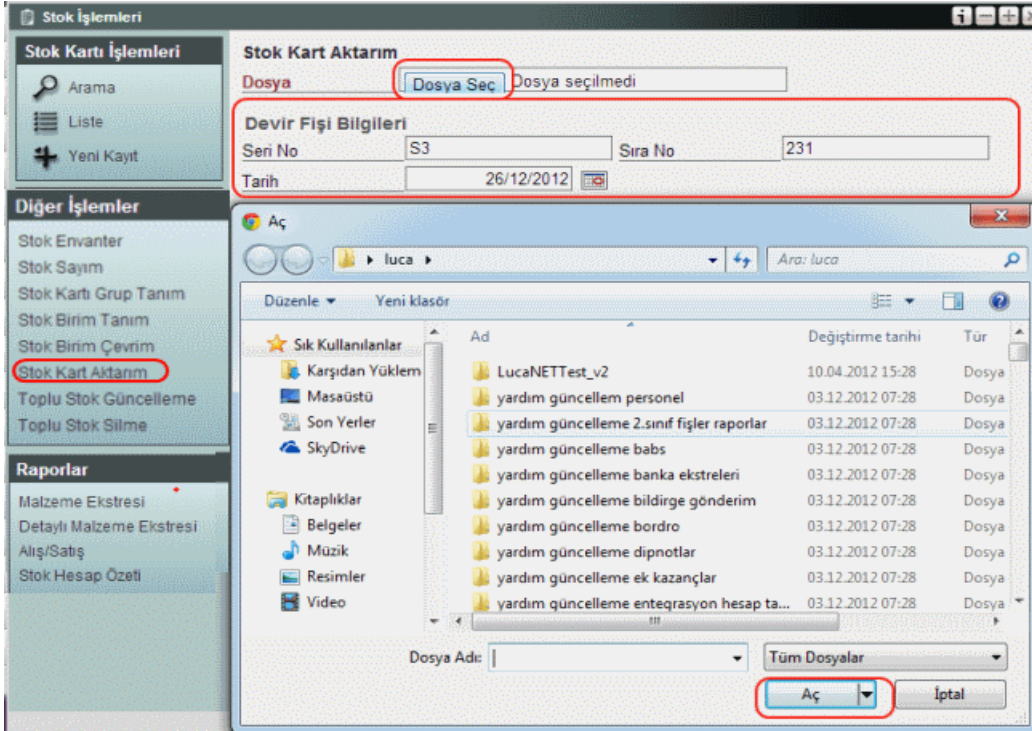 Stok İşlemleri
Stok Kartı İşlemleri
Arama
Liste
Yeni Kayıt
Diğer İşlemler
Stok Envanter
Stok Sayım
Stok Kartı Grup Tanım
Stok Birim Tanım
Stok Birim Çevrim
Stok Kart Aktarım
Toplu Stok Güncelleme
Toplu Stok Silme
Raporlar
Malzeme Ekstresi
Detaylı Malzeme Ekstresi
Alış/Satış
Stok Hesap Özeti
Stok Kart Aktarım
Dosya Dosya Seç Dosya seçilmedi
Devir Fişi Bilgileri
Seri No S3 Sıra No 231
Tarih 26/12/2012
Aç
luca Ara: luca
Düzenle Yeni klasör
Sık Kullanılanlar
Karşıdan Yüklem
Masaüstü
Son Yerler
SkyDrive
Kitaplıklar
Belgeler
Müzik
Resimler
Video
Ad Değiştirme tarihi Tür
LucaNETTest_v2 10.04.2012 15:28 Dosya
yardım güncellem personel 03.12.2012 07:28 Dosya
yardım güncelleme 2.sınıf fişler raporlar 03.12.2012 07:28 Dosya
yardım güncelleme babs 03.12.2012 07:28 Dosya
yardım güncelleme banka ekstreleri 03.12.2012 07:28 Dosya
yardım güncelleme bildirge gönderim 03.12.2012 07:28 Dosya
yardım güncelleme bordro 03.12.2012 07:28 Dosya
yardım güncelleme dipnotlar 03.12.2012 07:28 Dosya
yardım güncelleme ek kazançlar 03.12.2012 07:28 Dosya
yardım güncelleme entegrasyon hesap ta... 03.12.2012 07:28 Dosya
Dosya Adı: Tüm Dosyalar
Aç İptal